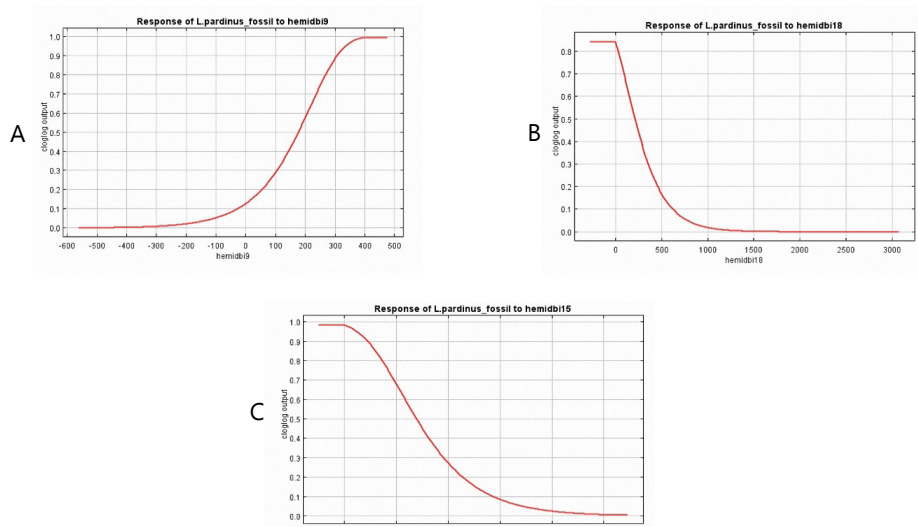 A
Response of L.pardinus_fossil to hemidbi9
cloglog output
1.0
0.9
0.8
0.7
0.6
0.5
0.4
0.3
0.2
0.1
0.0
-600 -500 -400 -300 -200 -100 0 100 200 300 400 500
hemidbi9
B
Response of L.pardinus_fossil to hemidbi18
cloglog output
0.8
0.7
0.6
0.5
0.4
0.3
0.2
0.1
0.0
0 500 1000 1500 2000 2500 3000
hemidbi18
C
Response of L.pardinus_fossil to hemidbi15
cloglog output
1.0
0.9
0.8
0.7
0.6
0.5
0.4
0.3
0.2
0.1
0.0